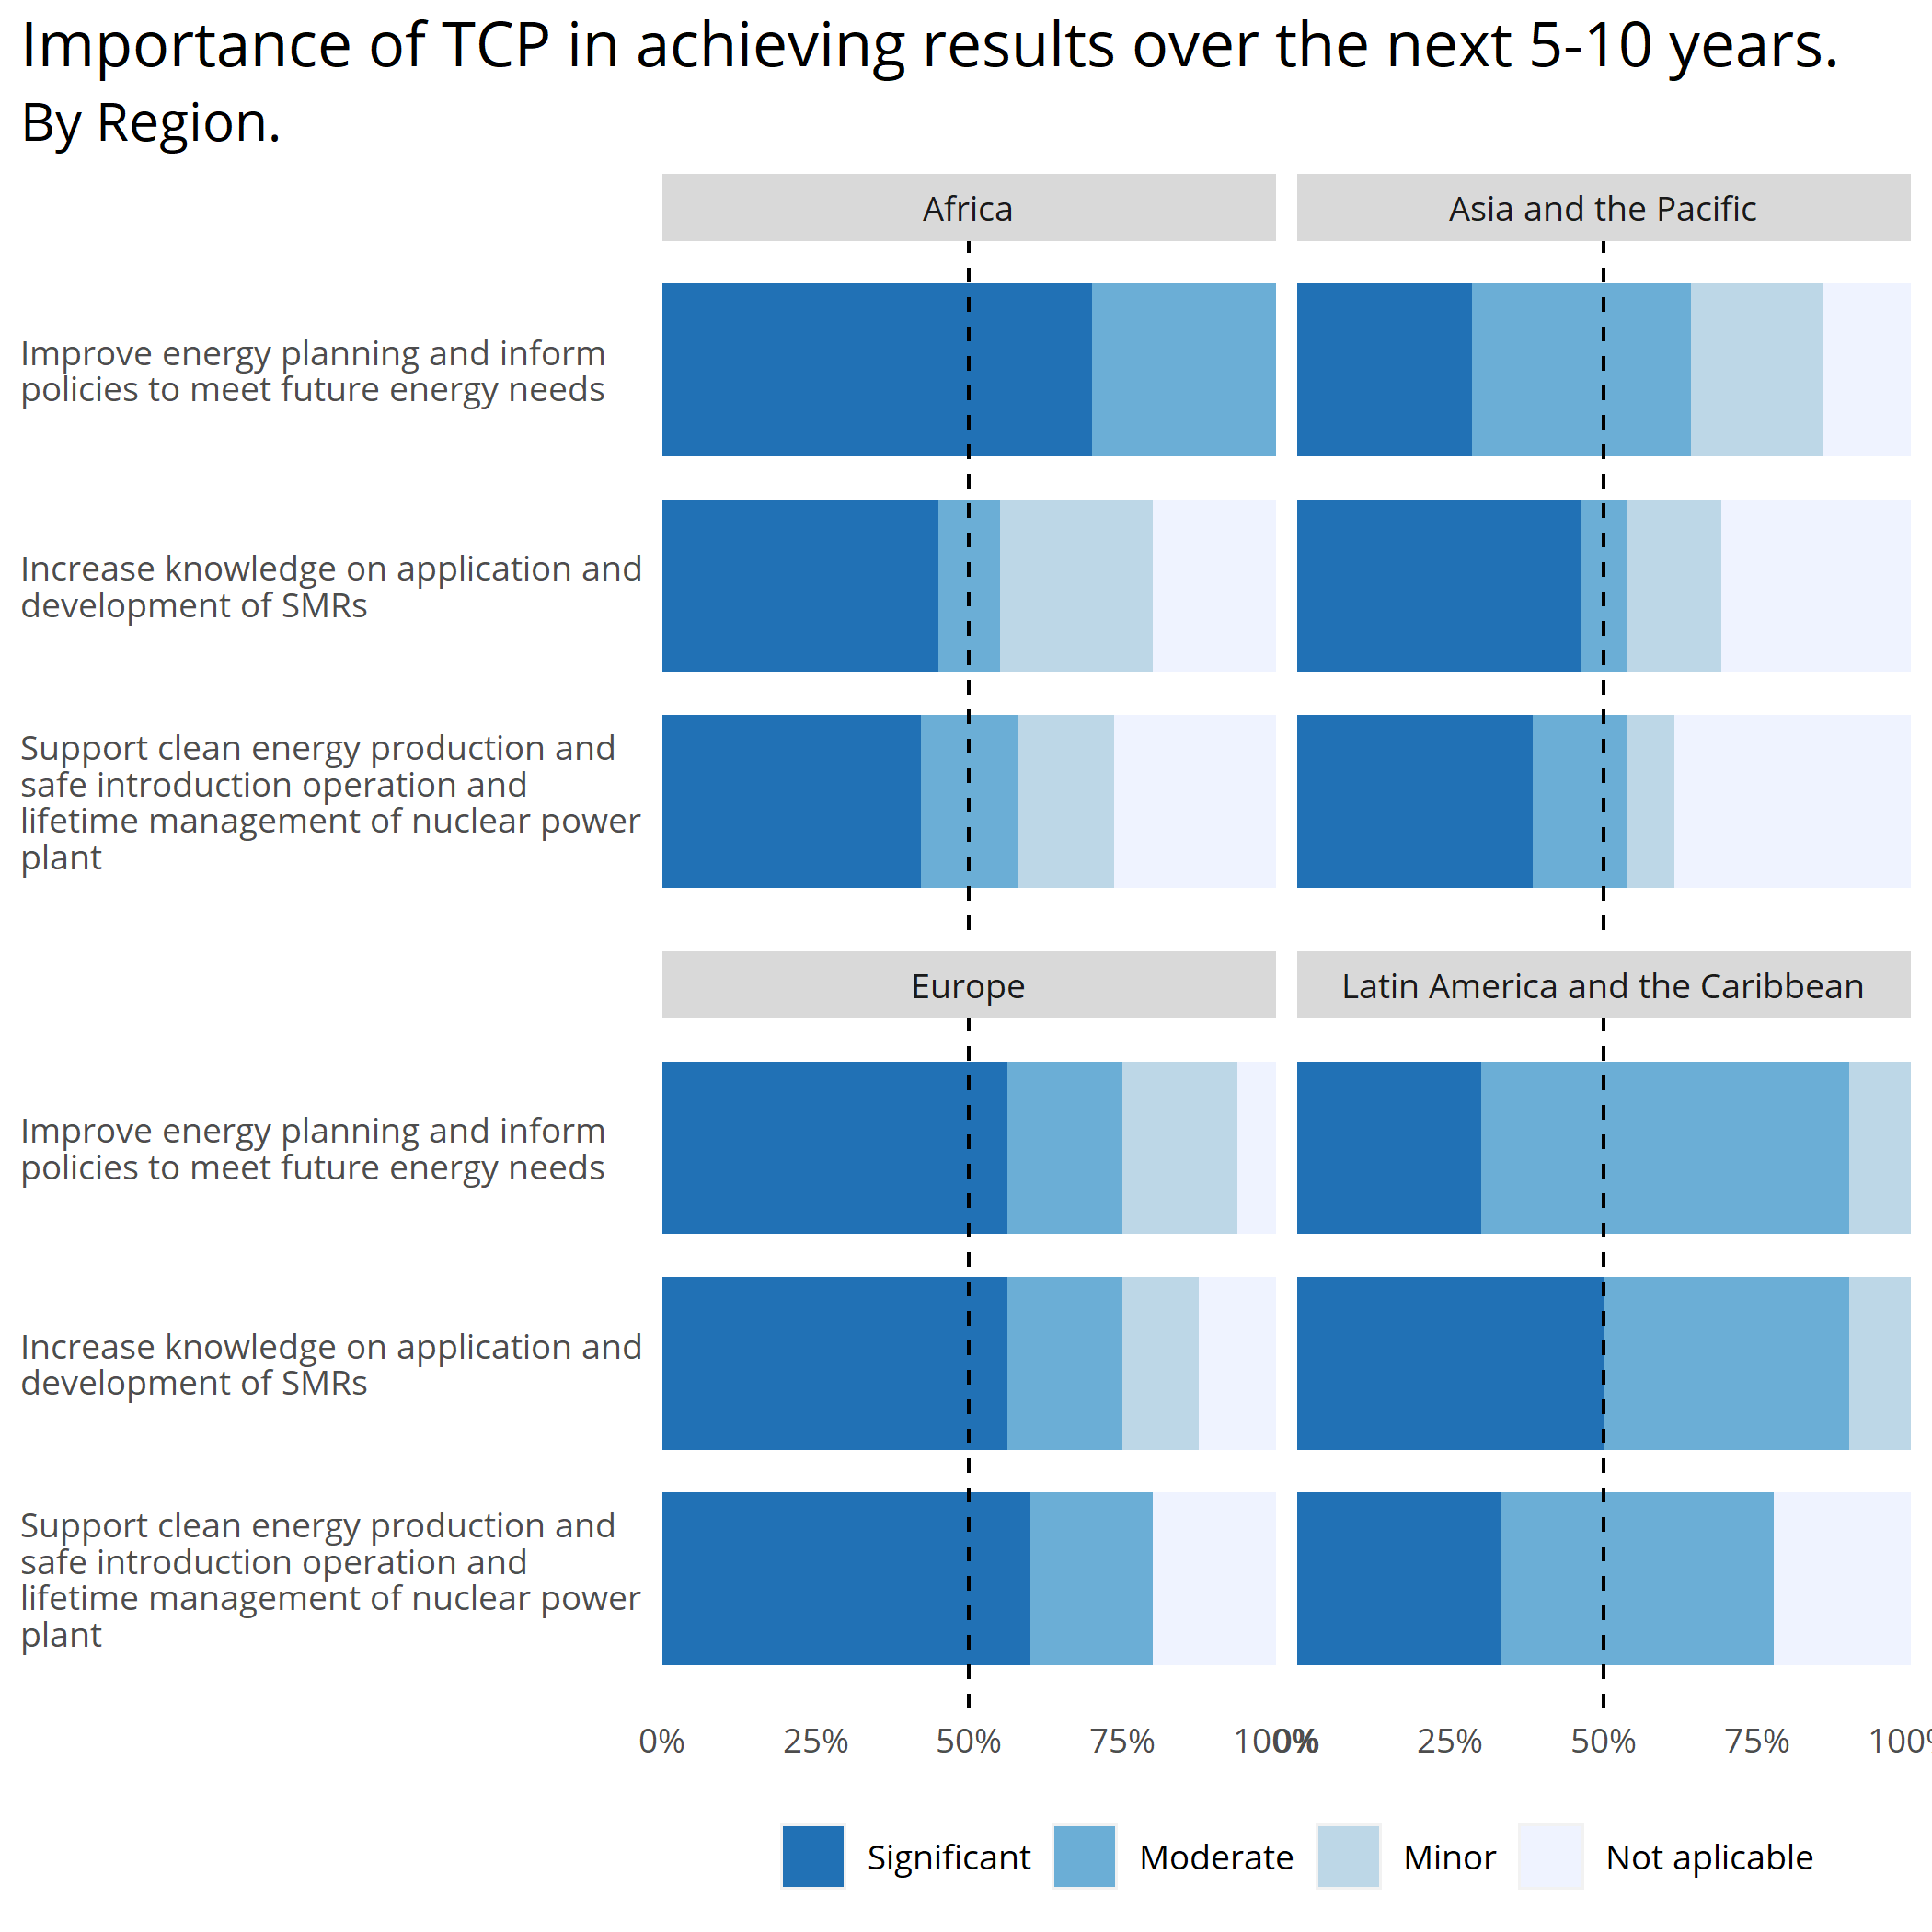 Importance of TCP in achieving results over the next 5-10 years.
By Region.
Africa
Asia and the Pacific
Improve energy planning and inform
policies to meet future energy needs
Increase knowledge on application and
development of SMRs
Support clean energy production and
safe introduction operation and
lifetime management of nuclear power
plant
Europe
Latin America and the Caribbean
Improve energy planning and inform
policies to meet future energy needs
Increase knowledge on application and
development of SMRs
Support clean energy production and
safe introduction operation and
lifetime management of nuclear power
plant
0% 25% 50% 75% 100% 0% 25% 50% 75% 100%
Significant Moderate Minor Not aplicable